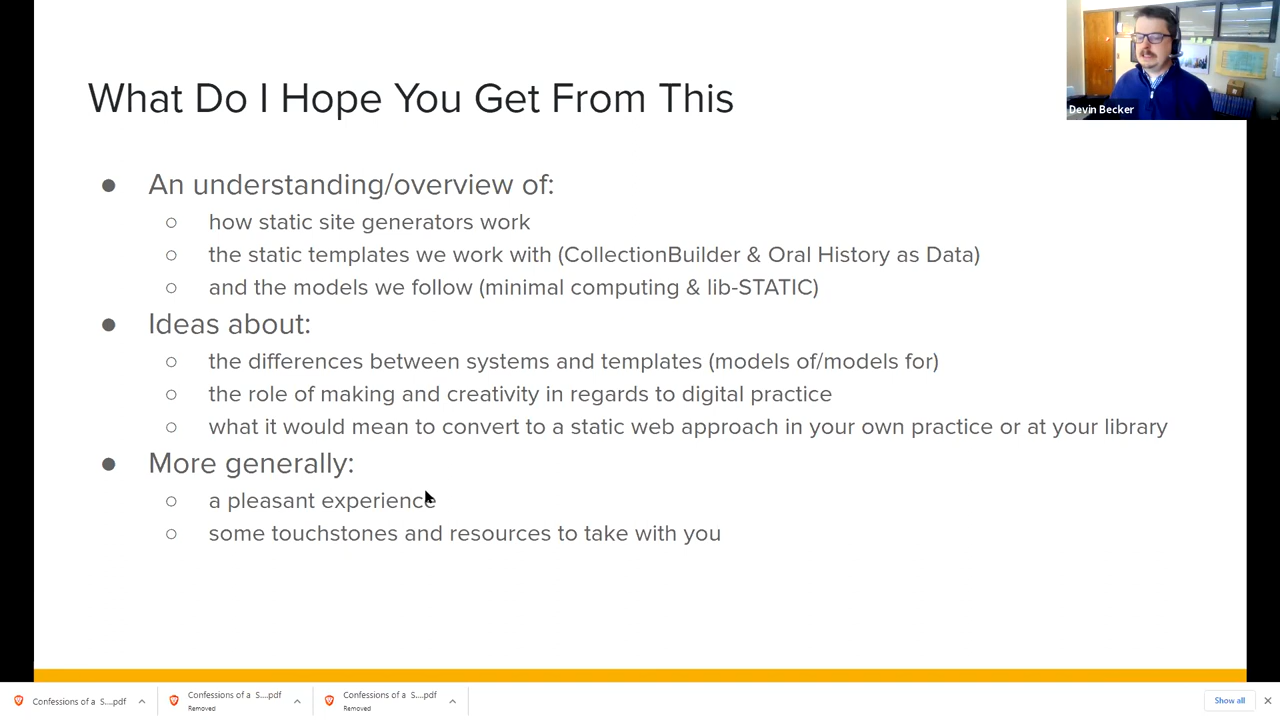 What Do I Hope You Get From This
Devin Becker
● An understanding/overview of:
○ how static site generators work
○ the static templates we work with (CollectionBuilder & Oral History as Data)
○ and the models we follow (minimal computing & lib-STATIC)
● Ideas about:
○ the differences between systems and templates (models of/models for)
○ the role of making and creativity in regards to digital practice
○ what it would mean to convert to a static web approach in your own practice or at your library
● More generally:
○ a pleasant experience
○ some touchstones and resources to take with you
Confessions of a S....pdf
Confessions of a S....pdf
Removed
Confessions of a S....pdf
Removed
Show all